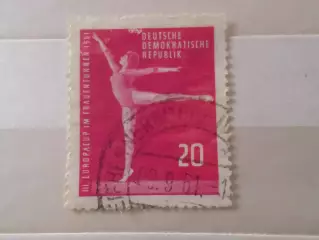 DEUTSCHE
DEMOKRATISCHE
REPUBLIK
III. EUROPACUP IM FRAUENTURNEN 1961
20